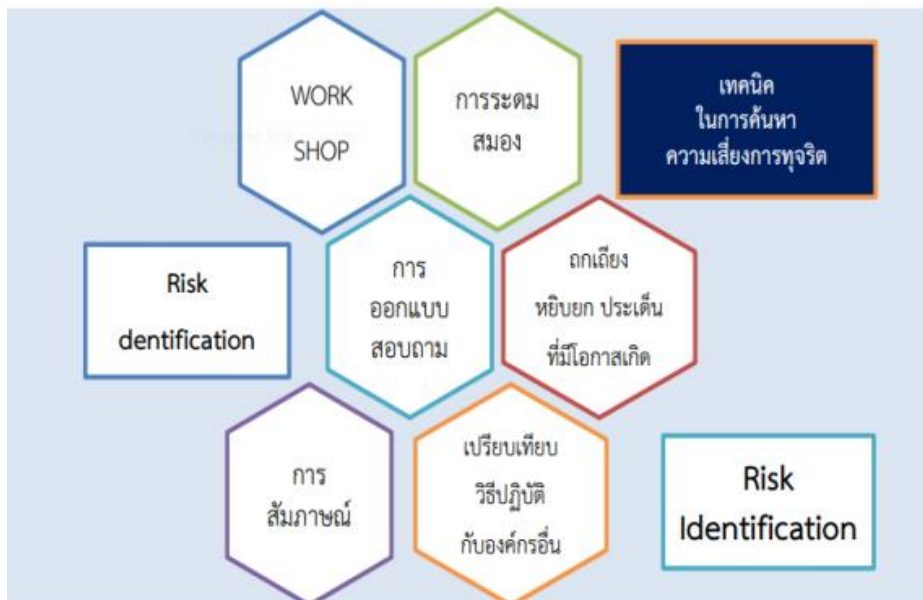 WORK
SHOP
การระดม
สมอง
เทคนิค
ในการค้นหา
ความเสี่ยงการทุจริต
Risk
dentification
การ
ออกแบบ
สอบถาม
ถกเถียง
หยิบยก ประเด็น
ที่มีโอกาสเกิด
การ
สัมภาษณ์
เปรียบเทียบ
วิธีปฏิบัติ
กับองค์กรอื่น
Risk
Identification